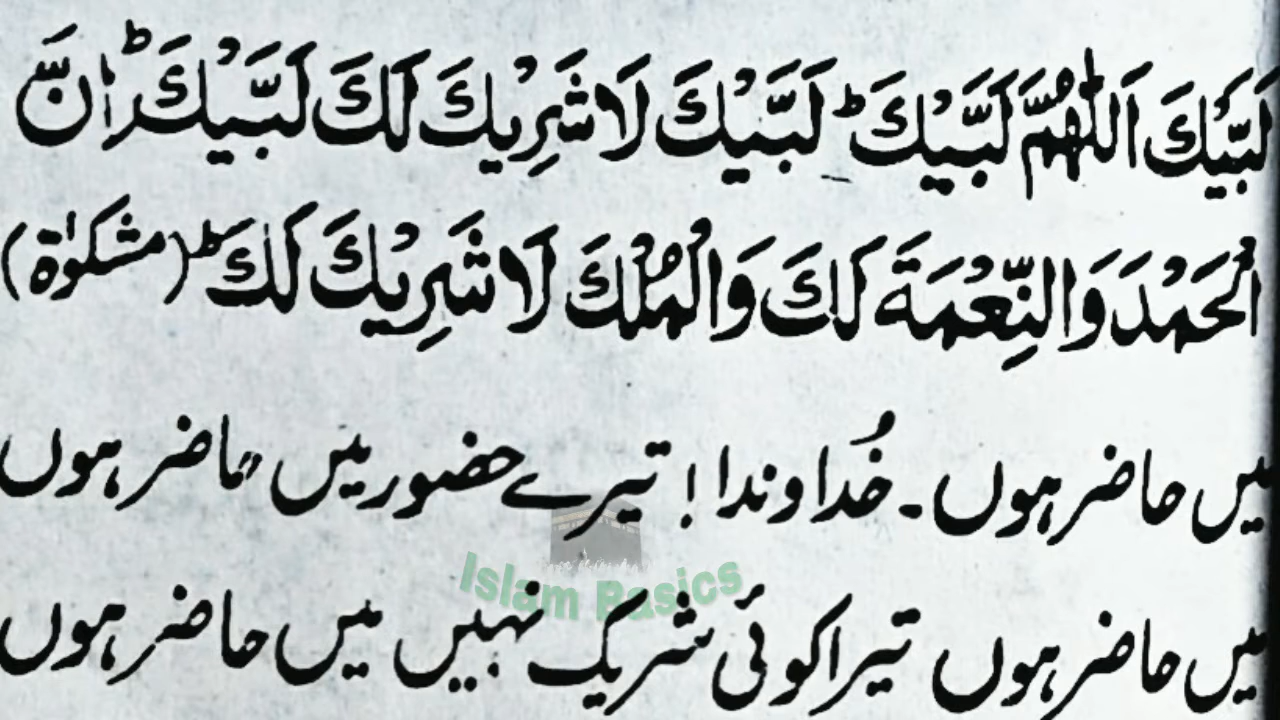 لَبَّيْكَ اَللّٰهُمَّ لَبَّيْكَ ؕ لَبَّيْكَ لَا شَرِيْكَ لَكَ لَبَّيْكَ ؕ اِنَّ
الْحَمْدَ وَالنِّعْمَةَ لَكَ وَالْمُلْكَ لَا شَرِيْكَ لَكَ ؕ (مشکوٰة)
میں حاضر ہوں۔ خُداوندا! تیرے حضور میں حاضر ہوں
Islam Basics
میں حاضر ہوں تیرا کوئی شریک نہیں میں حاضر ہوں